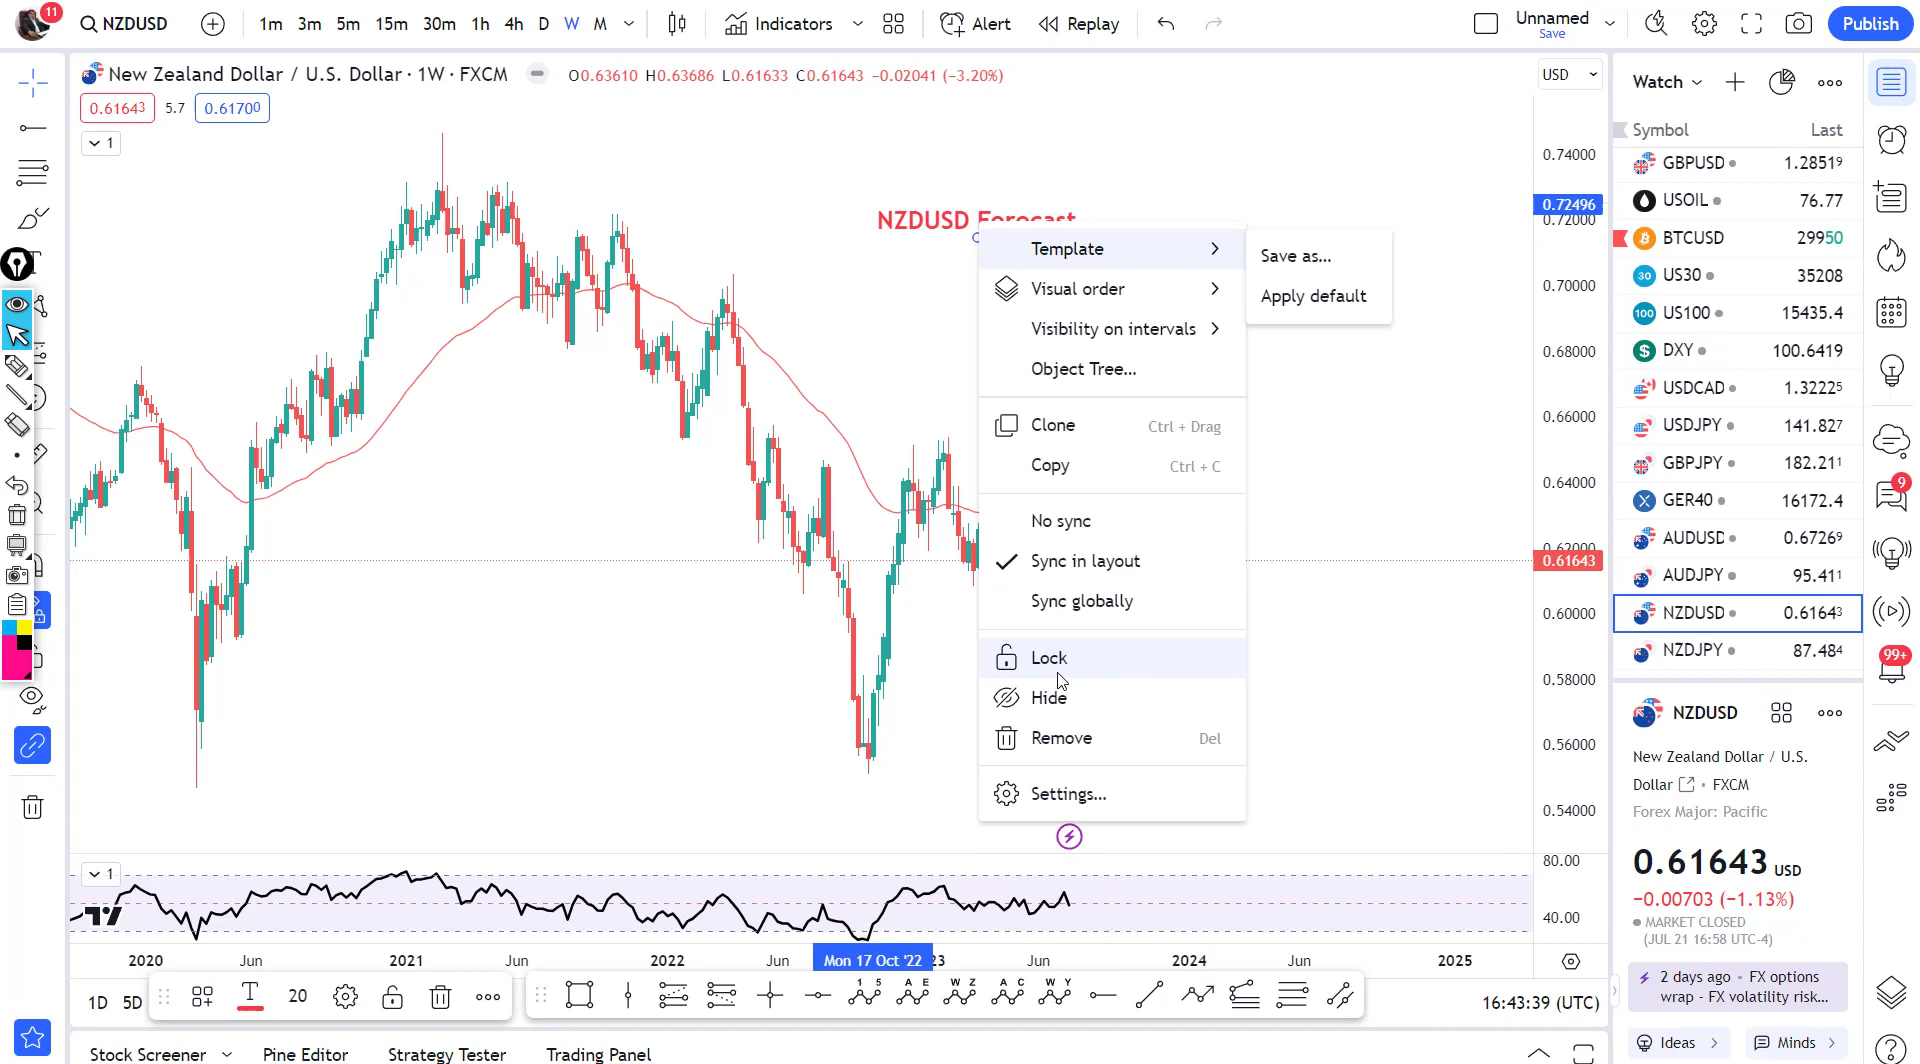 11
NZDUSD
1m 3m 5m 15m 30m 1h 4h D W M
Indicators
Alert
Replay
Unnamed
Save
Publish
New Zealand Dollar / U.S. Dollar · 1W · FXCM
O0.63610 H0.63686 L0.61633 C0.61643 −0.02041 (−3.20%)
0.61643 5.7 0.61700
1
USD
0.74000
0.72496
0.72000
0.70000
0.68000
0.66000
0.64000
0.62000
0.61643
0.60000
0.58000
0.56000
0.54000
80.00
40.00
NZDUSD Forecast
Template
Visual order
Visibility on intervals
Object Tree...
Clone Ctrl + Drag
Copy Ctrl + C
No sync
Sync in layout
Sync globally
Lock
Hide
Remove Del
Settings...
Save as...
Apply default
1
2020 Jun 2021 Jun 2022 Jun Mon 17 Oct '22 23 Jun 2024 Jun 2025
1D 5D
T 20
16:43:39 (UTC)
Stock Screener Pine Editor Strategy Tester Trading Panel
Watch
Symbol Last
GBPUSD 1.28519
USOIL 76.77
BTCUSD 29950
US30 35208
US100 15435.4
DXY 100.6419
USDCAD 1.32225
USDJPY 141.827
GBPJPY 182.211
GER40 16172.4
AUDUSD 0.67269
AUDJPY 95.411
NZDUSD 0.61643
NZDJPY 87.484
NZDUSD
New Zealand Dollar / U.S.
Dollar · FXCM
Forex Major: Pacific
0.61643 USD
−0.00703 (−1.13%)
MARKET CLOSED
(JUL 21 16:58 UTC-4)
2 days ago · FX options
wrap - FX volatility risk...
Ideas
Minds
9
99+